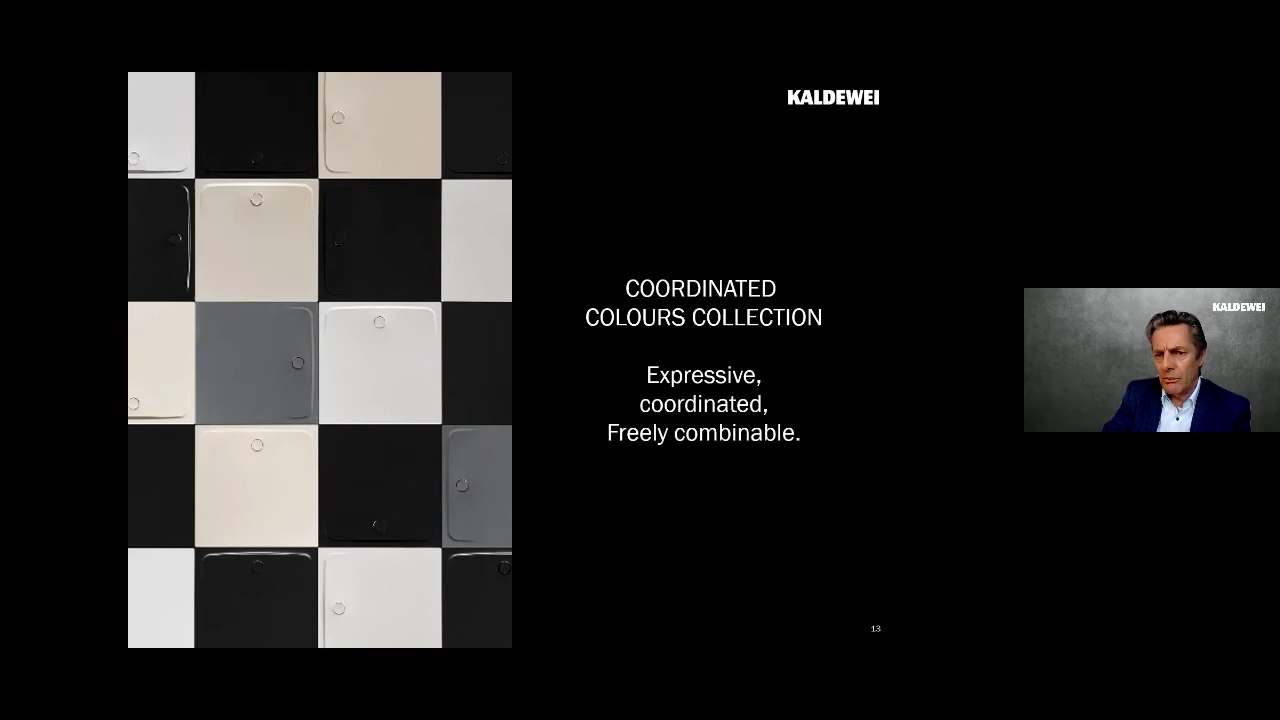 KALDEWEI
COORDINATED
COLOURS COLLECTION
Expressive,
coordinated,
Freely combinable.
KALDEWEI
13